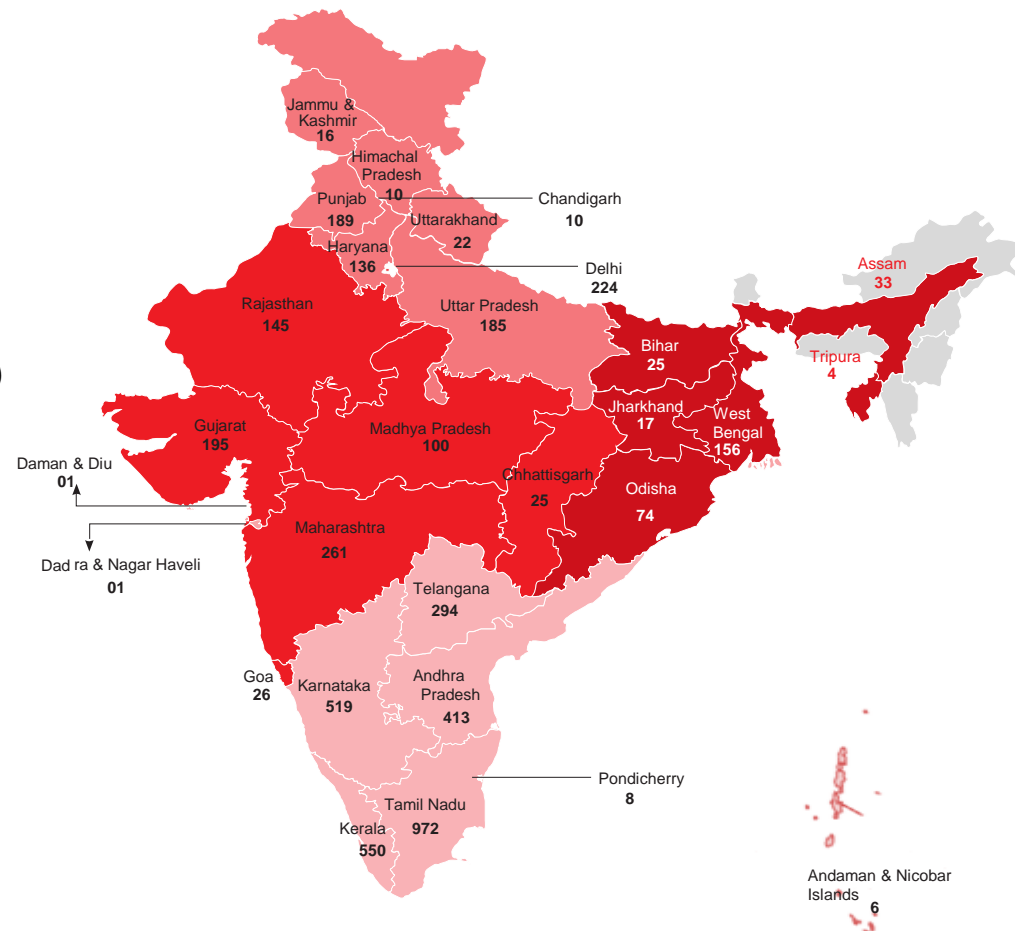 Jammu &
Kashmir
16
Himachal
Pradesh
10
Chandigarh
10
Punjab
189
Uttarakhand
22
Haryana
136
Delhi
224
Assam
33
Rajasthan
145
Uttar Pradesh
185
Bihar
25
Tripura
4
Jharkhand
17
West
Bengal
156
Gujarat
195
Madhya Pradesh
100
Daman & Diu
01
Chhattisgarh
25
Odisha
74
Maharashtra
261
Dad ra & Nagar Haveli
01
Telangana
294
Goa
26
Karnataka
519
Andhra
Pradesh
413
Pondicherry
8
Tamil Nadu
972
Kerala
550
Andaman & Nicobar
Islands
6
)